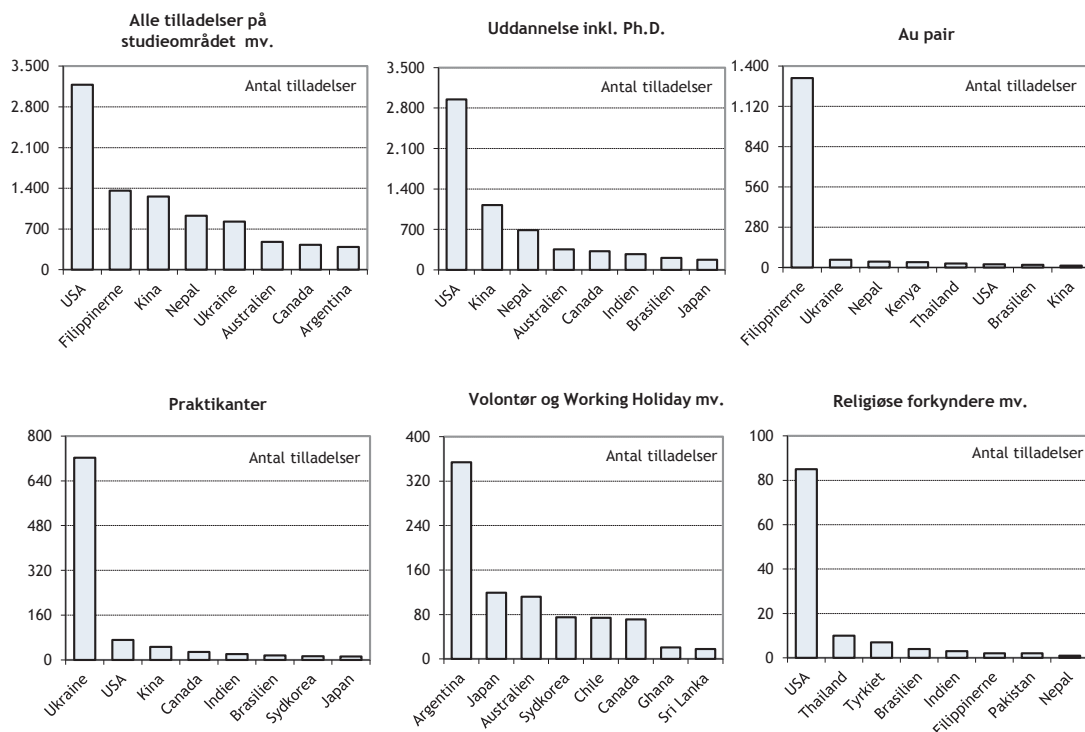 Alle tilladelser på
studieområdet mv.
3.500
2.800
2.100
1.400
700
0
Antal tilladelser
USA
Filippinerne
Kina
Nepal
Ukraine
Australien
Canada
Argentina
Uddannelse inkl. Ph.D.
3.500
2.800
2.100
1.400
700
0
Antal tilladelser
USA
Kina
Nepal
Australien
Canada
Indien
Brasilien
Japan
Au pair
1.400
1.120
840
560
280
0
Antal tilladelser
Filippinerne
Ukraine
Nepal
Kenya
Thailand
USA
Brasilien
Kina
Praktikanter
800
640
480
320
160
0
Antal tilladelser
Ukraine
USA
Kina
Canada
Indien
Brasilien
Sydkorea
Japan
Volontør og Working Holiday mv.
400
320
240
160
80
0
Antal tilladelser
Argentina
Japan
Australien
Sydkorea
Chile
Canada
Ghana
Sri Lanka
Religiøse forkyndere mv.
100
80
60
40
20
0
Antal tilladelser
USA
Thailand
Tyrkiet
Brasilien
Indien
Filippinerne
Pakistan
Nepal